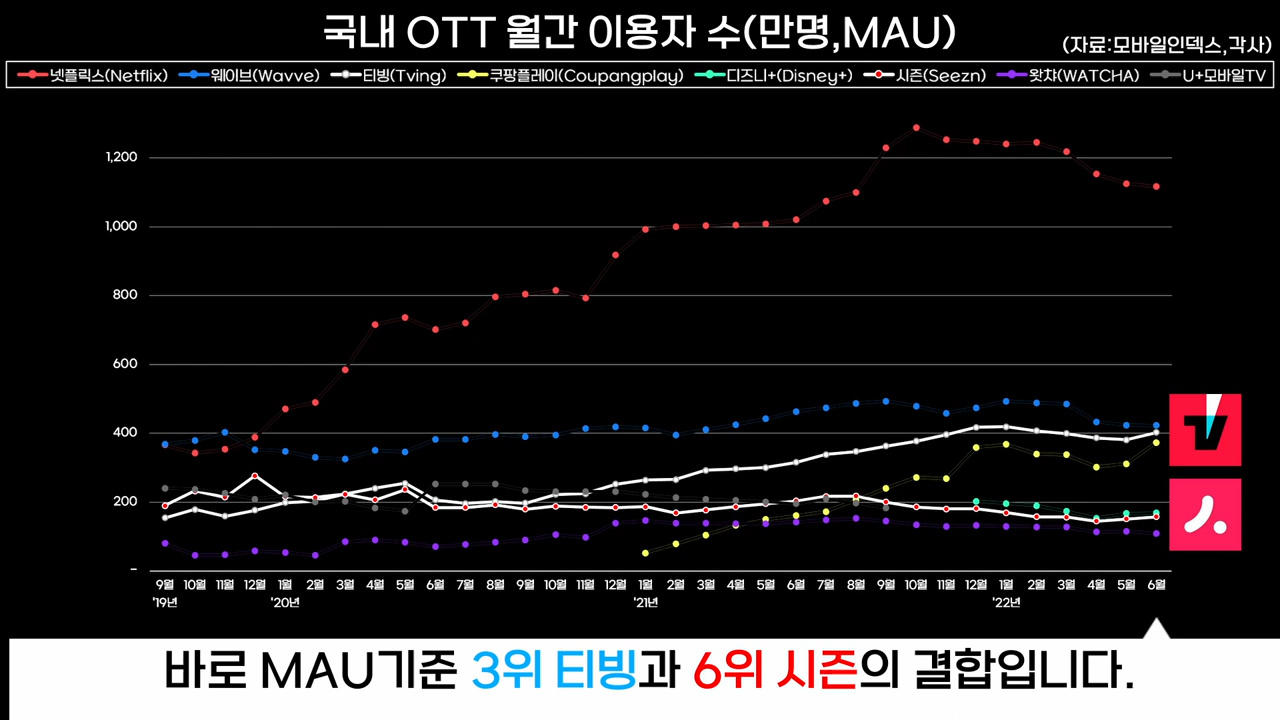 국내 OTT 월간 이용자 수(만명,MAU)
(자료:모바일인덱스,각사)
넷플릭스(Netflix) 웨이브(Wavve) 티빙(Tving) 쿠팡플레이(Coupangplay) 디즈니+(Disney+) 시즌(Seezn) 왓챠(WATCHA) U+모바일TV
1,200
1,000
800
600
400
200
–
9월 10월 11월 12월 1월 2월 3월 4월 5월 6월 7월 8월 9월 10월 11월 12월 1월 2월 3월 4월 5월 6월 7월 8월 9월 10월 11월 12월 1월 2월 3월 4월 5월 6월
'19년 '20년 '21년 '22년
바로 MAU기준 3위 티빙과 6위 시즌의 결합입니다.